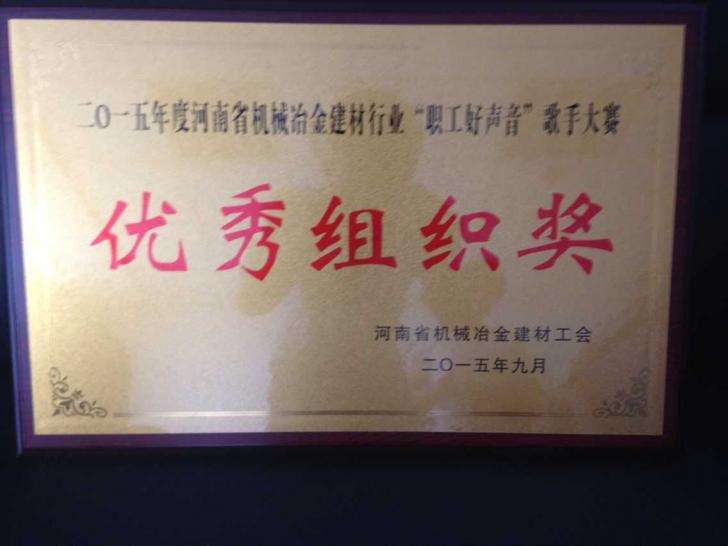 二〇一五年度河南省机械冶金建材行业“职工好声音”歌手大赛
优秀组织奖
河南省机械冶金建材工会
二〇一五年九月